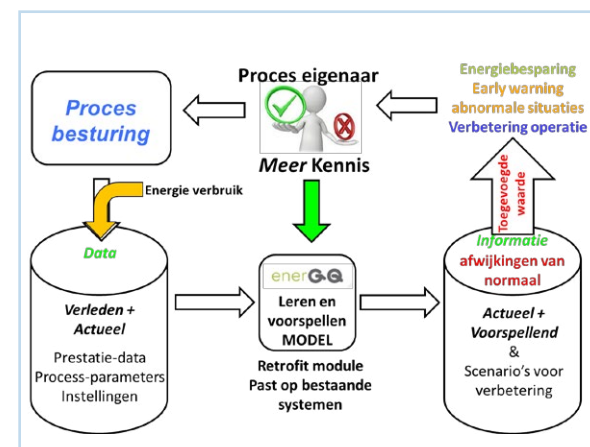 Proces eigenaar
Meer Kennis
Proces
besturing
Energiebesparing
Early warning
abnormale situaties
Verbetering operatie
Energie verbruik
Toegevoegde
waarde
Data
Verleden +
Actueel
Prestatie-data
Process-parameters
Instellingen
enerGQ
Leren en
voorspellen
MODEL
Retrofit module
Past op bestaande
systemen
Informatie
afwijkingen van
normaal
Actueel +
Voorspellend
&
Scenario's voor
verbetering